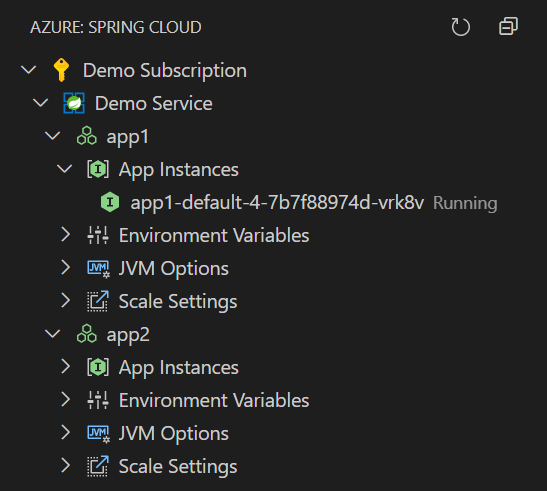 AZURE: SPRING CLOUD
Demo Subscription
Demo Service
app1
App Instances
app1-default-4-7b7f88974d-vrk8v Running
Environment Variables
JVM JVM Options
Scale Settings
app2
App Instances
Environment Variables
JVM JVM Options
Scale Settings